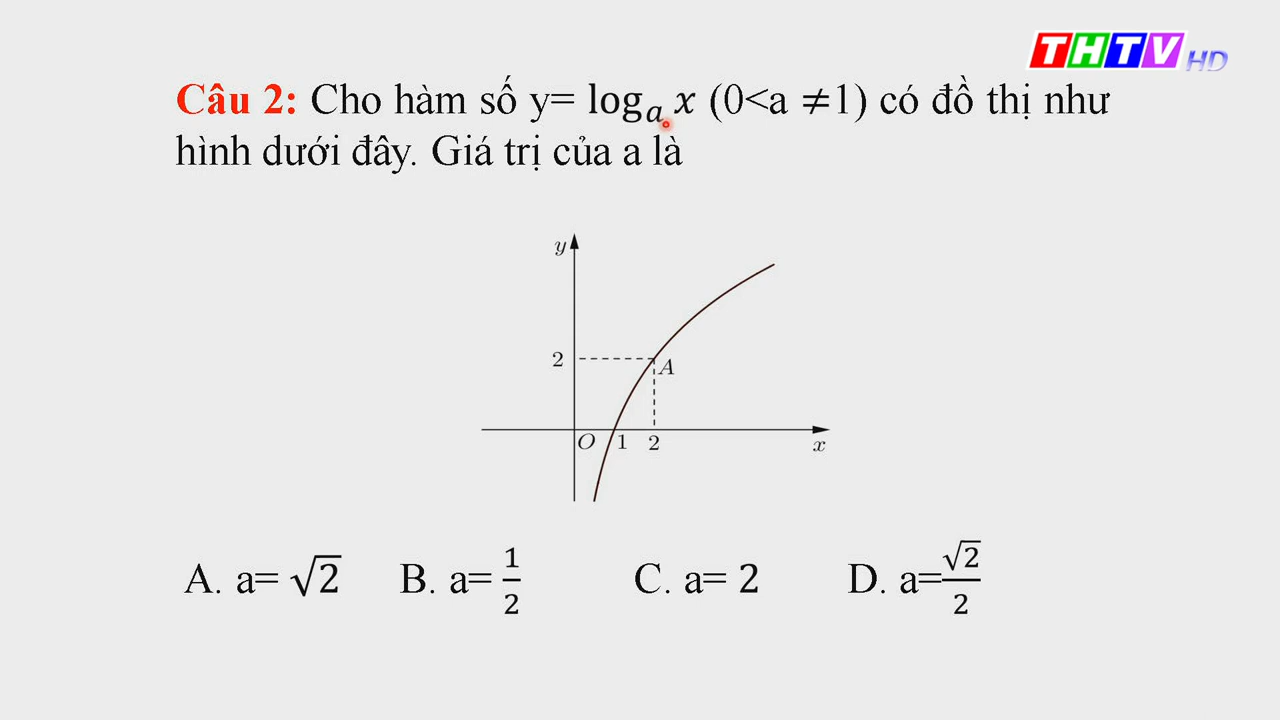 THTV HD
Câu 2: Cho hàm số y= logₐ x (0<a ≠1) có đồ thị như
hình dưới đây. Giá trị của a là
y
2
A
O 1 2
x
A. a= √2 B. a= 1/2 C. a= 2 D. a= √2/2